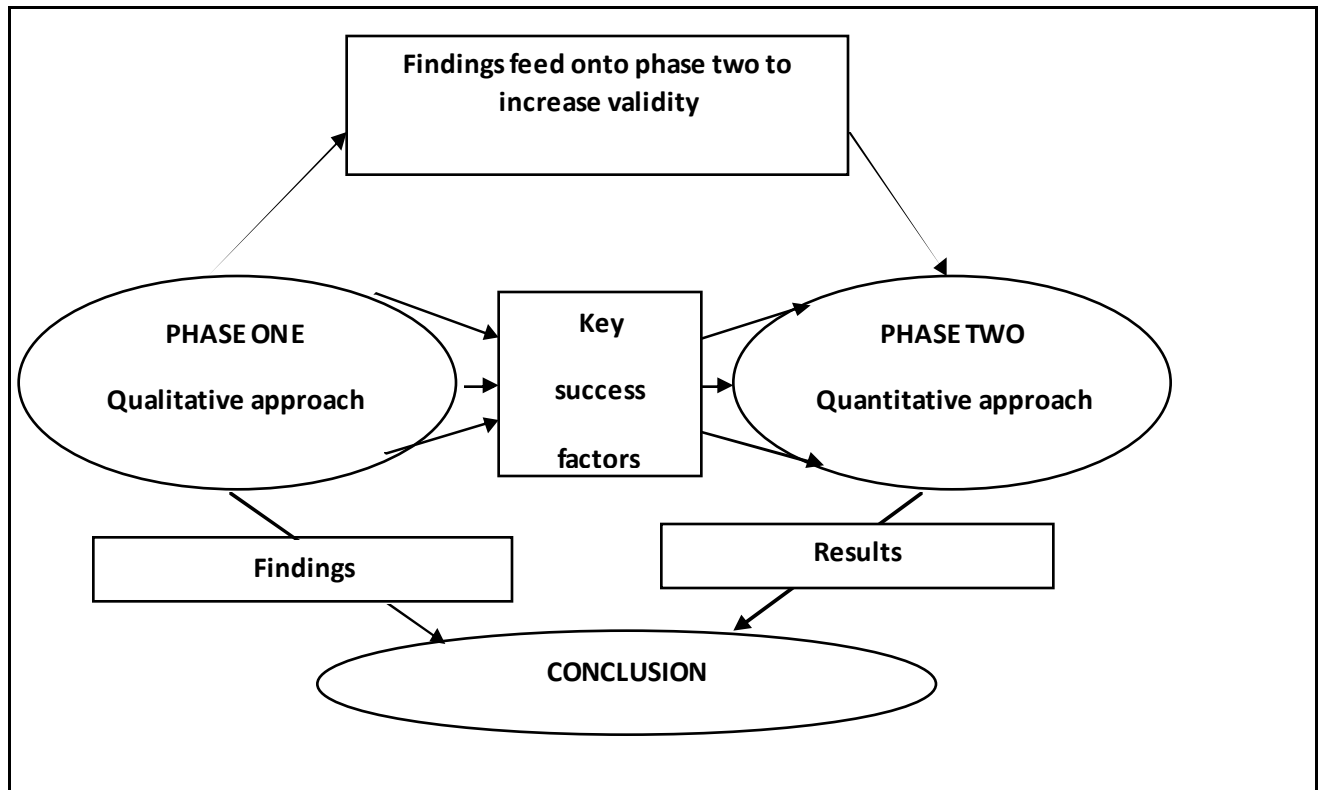 Findings feed onto phase two to
increase validity
PHASE ONE
Qualitative approach
Key
success
factors
PHASE TWO
Quantitative approach
Findings
Results
CONCLUSION